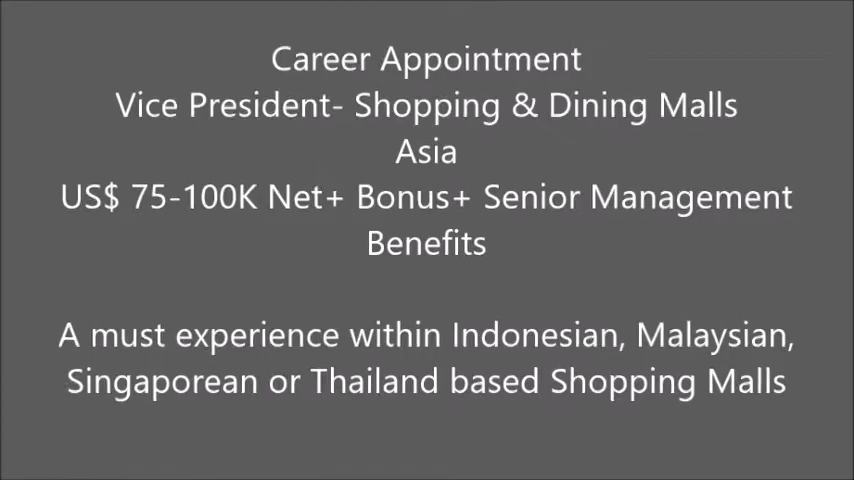 Career Appointment
Vice President- Shopping & Dining Malls
Asia
US$ 75-100K Net+ Bonus+ Senior Management
Benefits
A must experience within Indonesian, Malaysian,
Singaporean or Thailand based Shopping Malls